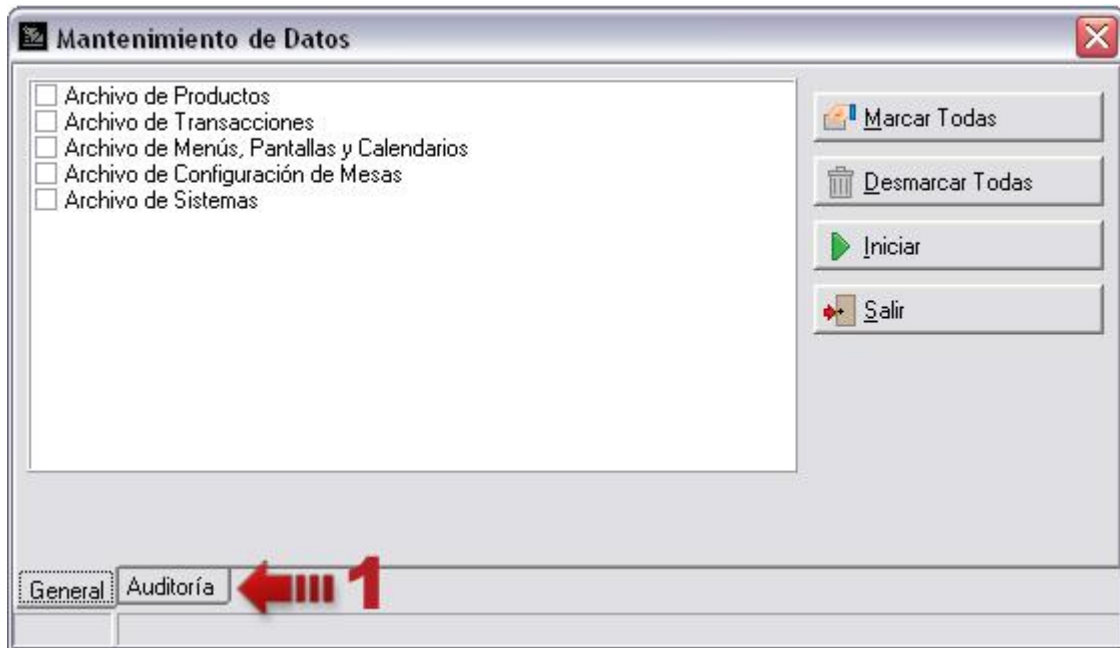 Mantenimiento de Datos
Archivo de Productos
Archivo de Transacciones
Archivo de Menús, Pantallas y Calendarios
Archivo de Configuración de Mesas
Archivo de Sistemas
Marcar Todas
Desmarcar Todas
Iniciar
Salir
General Auditoría 1